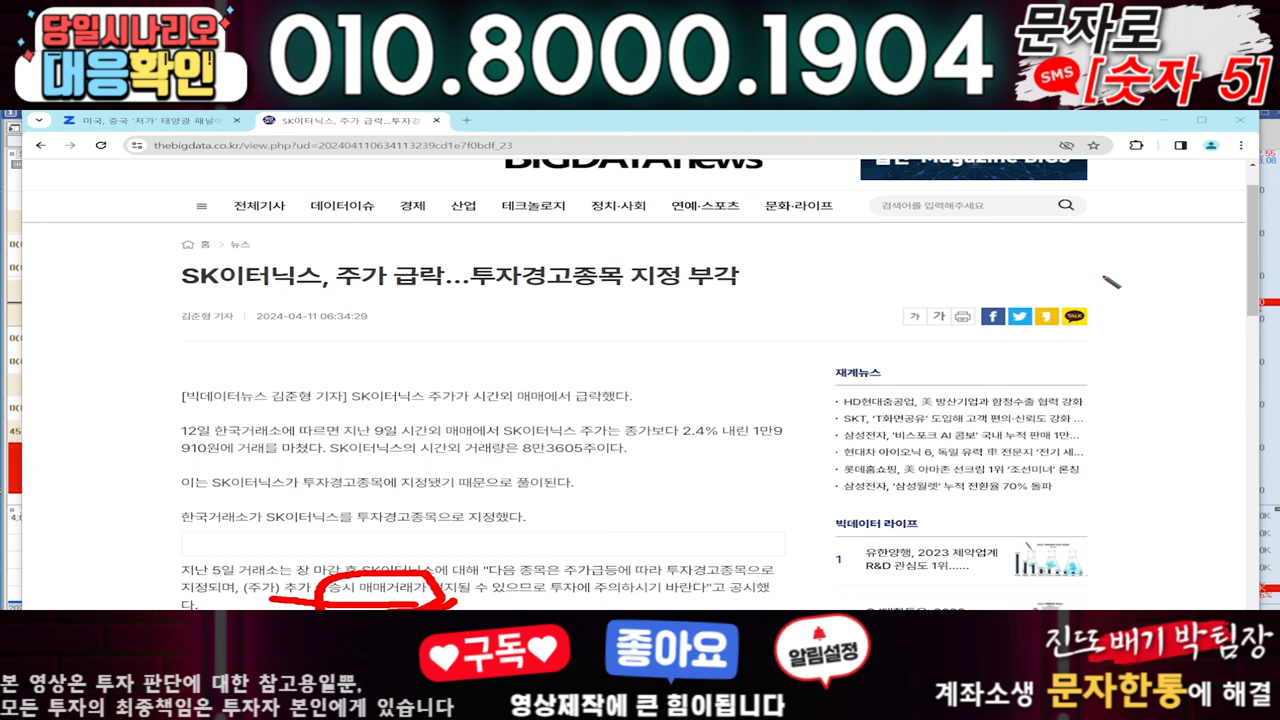 당일시나리오
대응확인
010.8000.1904
문자로
SMS [숫자 5]
미국, 중국 '저가' 태양광 패널에
SK이터닉스, 주가 급락...투자경
thebigdata.co.kr/view.php?ud=202404110634113239cd1e7f0bdf_23
BIGDATAnews
전체기사 데이터이슈 경제 산업 테크놀로지 정치·사회 연예·스포츠 문화·라이프 검색어를 입력해주세요
홈 > 뉴스
SK이터닉스, 주가 급락...투자경고종목 지정 부각
김준형 기자 2024-04-11 06:34:29
가 가
TALK
[빅데이터뉴스 김준형 기자] SK이터닉스 주가가 시간외 매매에서 급락했다.
12일 한국거래소에 따르면 지난 9일 시간외 매매에서 SK이터닉스 주가는 종가보다 2.4% 내린 1만9
910원에 거래를 마쳤다. SK이터닉스의 시간외 거래량은 8만3605주이다.
이는 SK이터닉스가 투자경고종목에 지정됐기 때문으로 풀이된다.
한국거래소가 SK이터닉스를 투자경고종목으로 지정했다.
지난 5일 거래소는 장 마감 후 SK이터닉스에 대해 "다음 종목은 주가급등에 따라 투자경고종목으로
지정되며, (주가) 추가 상승시 매매거래가 정지될 수 있으므로 투자에 주의하시기 바란다"고 공시했
다.
재계뉴스
· HD현대중공업, 美 방산기업과 함정수출 협력 강화
· SKT, 'T화면공유' 도입해 고객 편의·신뢰도 강화 ...
· 삼성전자, '비스포크 AI 콤보' 국내 누적 판매 1만...
· 현대차 아이오닉 6, 독일 유력 車 전문지 '전기 세...
· 롯데홈쇼핑, 美 아마존 선크림 1위 '조선미녀' 론칭
· 삼성전자, '삼성월렛' 누적 전환율 70% 돌파
빅데이터 라이프
1 유한양행, 2023 제약업계
R&D 관심도 1위......
구독
좋아요
알림설정
영상제작에 큰 힘이됩니다
본 영상은 투자 판단에 대한 참고용일뿐,
모든 투자의 최종책임은 투자자 본인에게 있습니다
진또배기 박팀장
계좌소생 문자한통에 해결